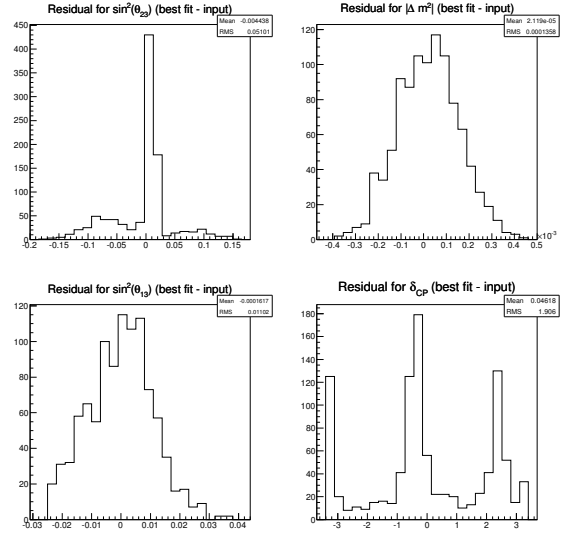 Residual for sin²(θ₂₃) (best fit - input)
Mean -0.004438
RMS 0.05101
450
400
350
300
250
200
150
100
50
0
-0.2 -0.15 -0.1 -0.05 0 0.05 0.1 0.15
Residual for |Δ m²| (best fit - input)
Mean 2.119e-05
RMS 0.0001358
120
100
80
60
40
20
0
-0.4 -0.3 -0.2 -0.1 0 0.1 0.2 0.3 0.4 0.5
×10⁻³
Residual for sin²(θ₁₃) (best fit - input)
Mean -0.0001617
RMS 0.01102
120
100
80
60
40
20
0
-0.03 -0.02 -0.01 0 0.01 0.02 0.03 0.04
Residual for δ_CP (best fit - input)
Mean 0.04618
RMS 1.906
180
160
140
120
100
80
60
40
20
0
-3 -2 -1 0 1 2 3